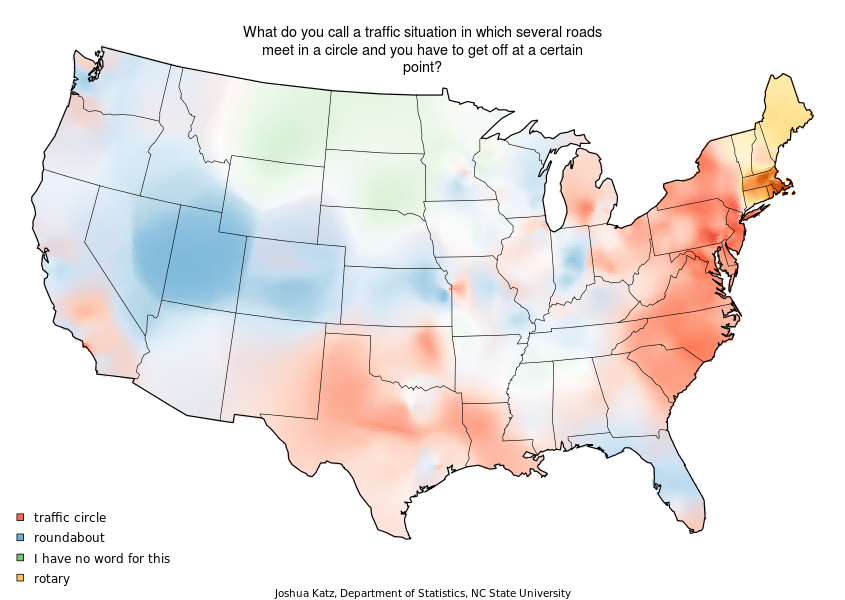 What do you call a traffic situation in which several roads
meet in a circle and you have to get off at a certain
point?
traffic circle
roundabout
I have no word for this
rotary
Joshua Katz, Department of Statistics, NC State University